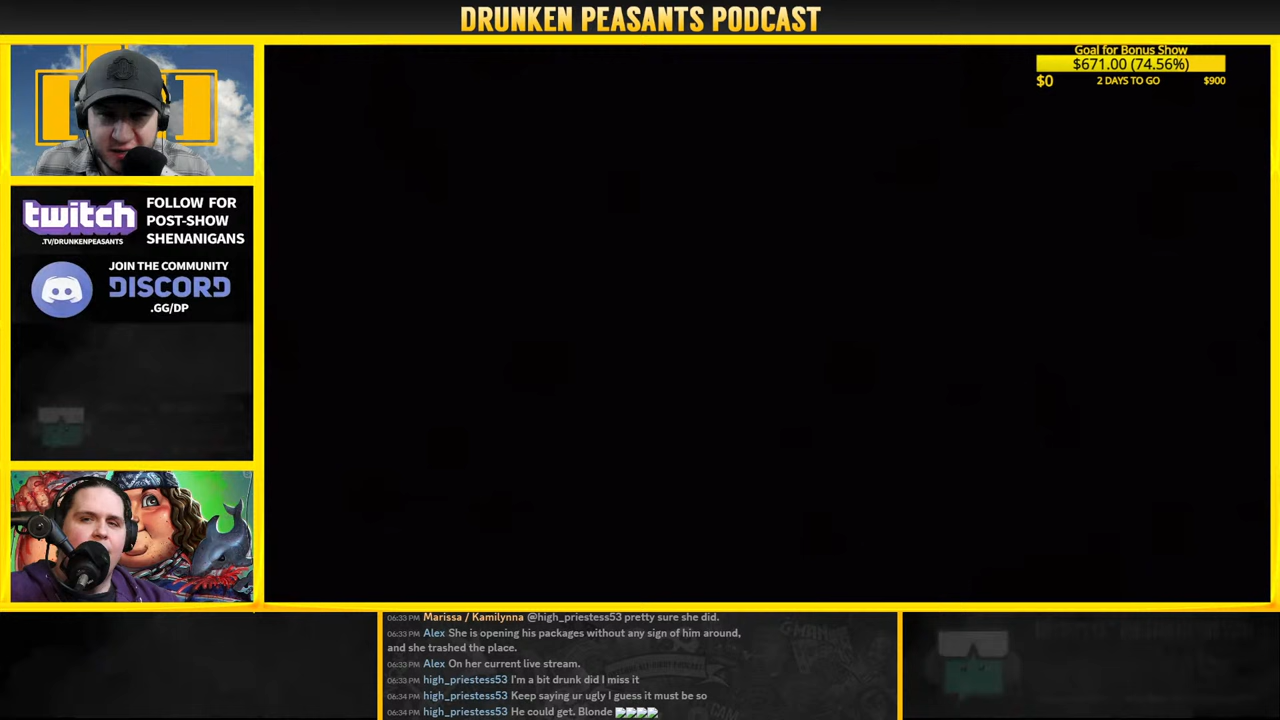 DRUNKEN PEASANTS PODCAST
Goal for Bonus Show
$671.00 (74.56%)
$0 2 DAYS TO GO $900
twitch
.TV/DRUNKENPEASANTS
FOLLOW FOR
POST-SHOW
SHENANIGANS
JOIN THE COMMUNITY
DISCORD
.GG/DP
06:33 PM Marissa / Kamilynna @high_priestess53 pretty sure she did.
06:33 PM Alex She is opening his packages without any sign of him around,
and she trashed the place.
06:33 PM Alex On her current live stream.
06:33 PM high_priestess53 I'm a bit drunk did I miss it
06:34 PM high_priestess53 Keep saying ur ugly I guess it must be so
06:34 PM high_priestess53 He could get. Blonde